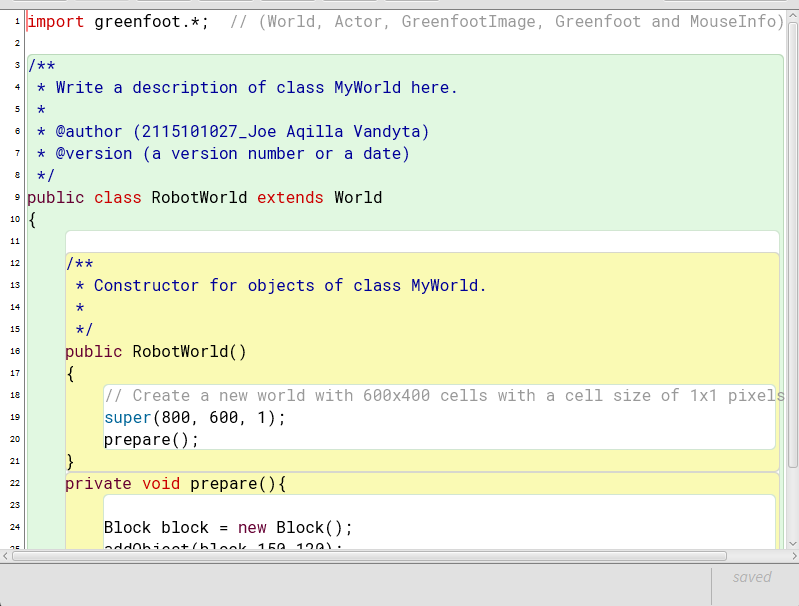 1 import greenfoot.*;  // (World, Actor, GreenfootImage, Greenfoot and MouseInfo)
2
3 /**
4  * Write a description of class MyWorld here.
5  *
6  * @author (2115101027_Joe Aqilla Vandyta)
7  * @version (a version number or a date)
8  */
9 public class RobotWorld extends World
10 {
11
12     /**
13      * Constructor for objects of class MyWorld.
14      *
15      */
16     public RobotWorld()
17     {
18         // Create a new world with 600x400 cells with a cell size of 1x1 pixels
19         super(800, 600, 1);
20         prepare();
21     }
22     private void prepare(){
23
24         Block block = new Block();
25         addObject(block,150,120);
saved